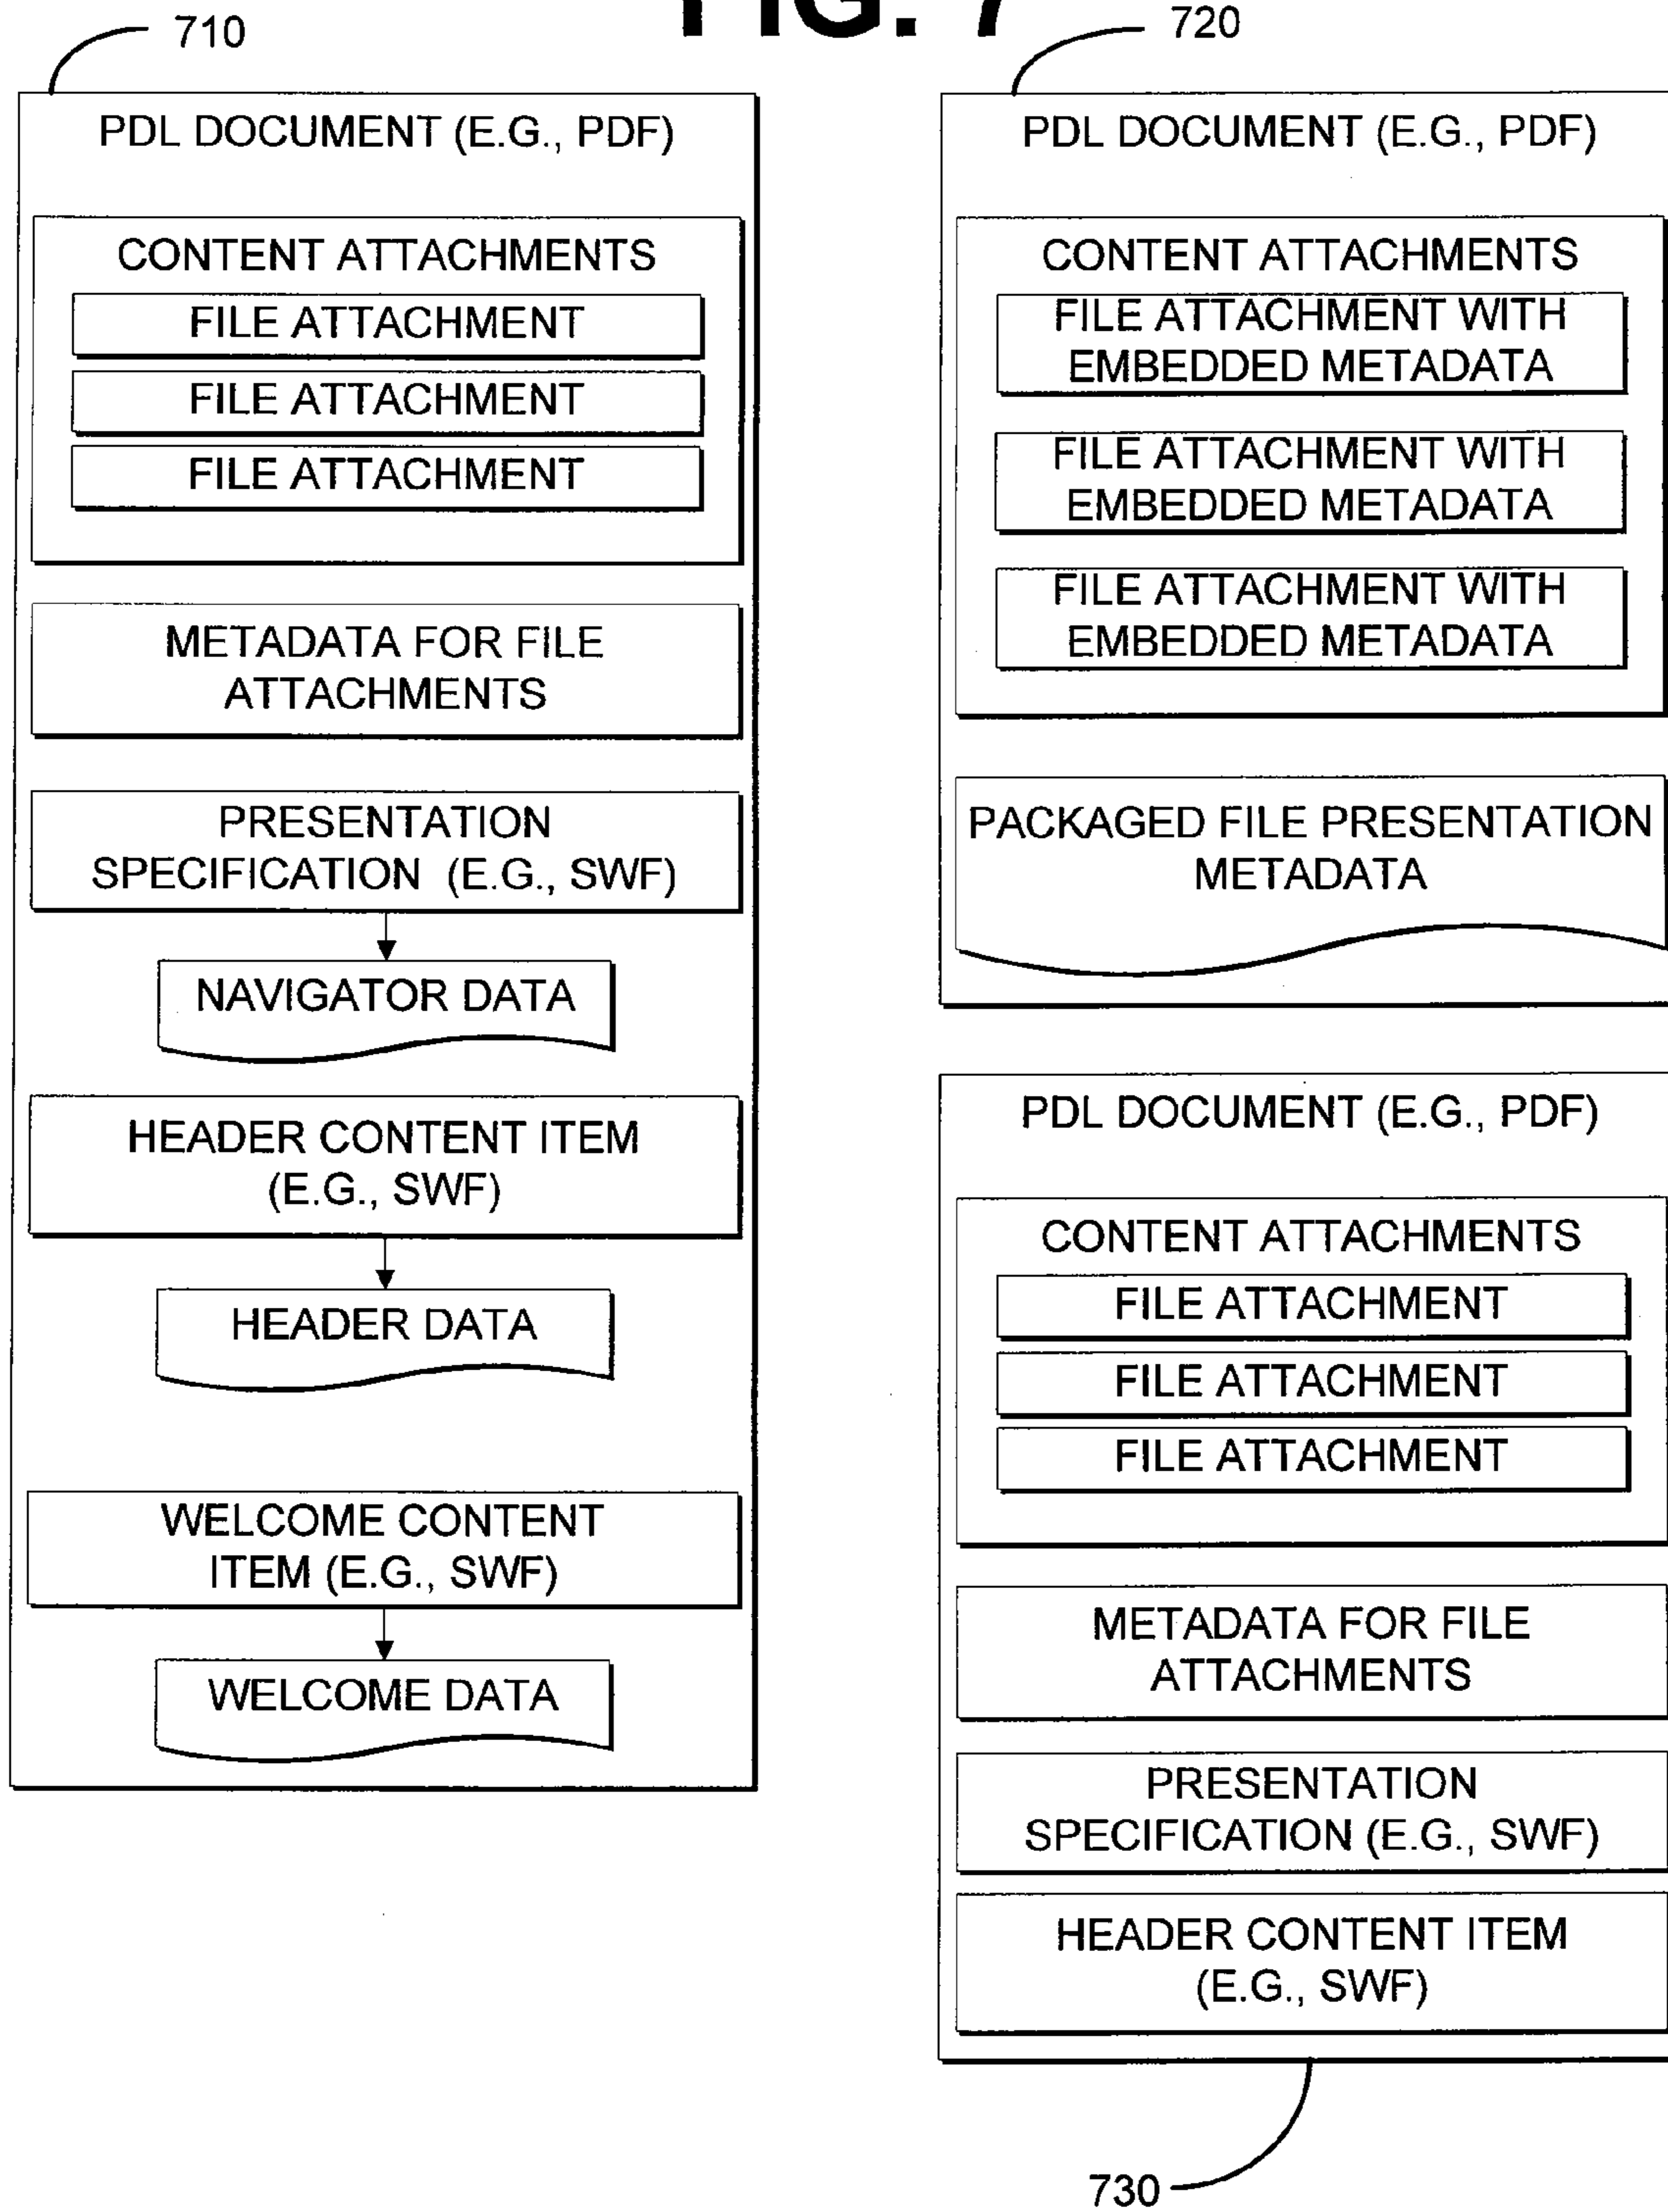 FIG. 7
710
PDL DOCUMENT (E.G., PDF)
CONTENT ATTACHMENTS
FILE ATTACHMENT
FILE ATTACHMENT
FILE ATTACHMENT
METADATA FOR FILE
ATTACHMENTS
PRESENTATION
SPECIFICATION (E.G., SWF)
NAVIGATOR DATA
HEADER CONTENT ITEM
(E.G., SWF)
HEADER DATA
WELCOME CONTENT
ITEM (E.G., SWF)
WELCOME DATA
720
PDL DOCUMENT (E.G., PDF)
CONTENT ATTACHMENTS
FILE ATTACHMENT WITH
EMBEDDED METADATA
FILE ATTACHMENT WITH
EMBEDDED METADATA
FILE ATTACHMENT WITH
EMBEDDED METADATA
PACKAGED FILE PRESENTATION
METADATA
PDL DOCUMENT (E.G., PDF)
CONTENT ATTACHMENTS
FILE ATTACHMENT
FILE ATTACHMENT
FILE ATTACHMENT
METADATA FOR FILE
ATTACHMENTS
PRESENTATION
SPECIFICATION (E.G., SWF)
HEADER CONTENT ITEM
(E.G., SWF)
730